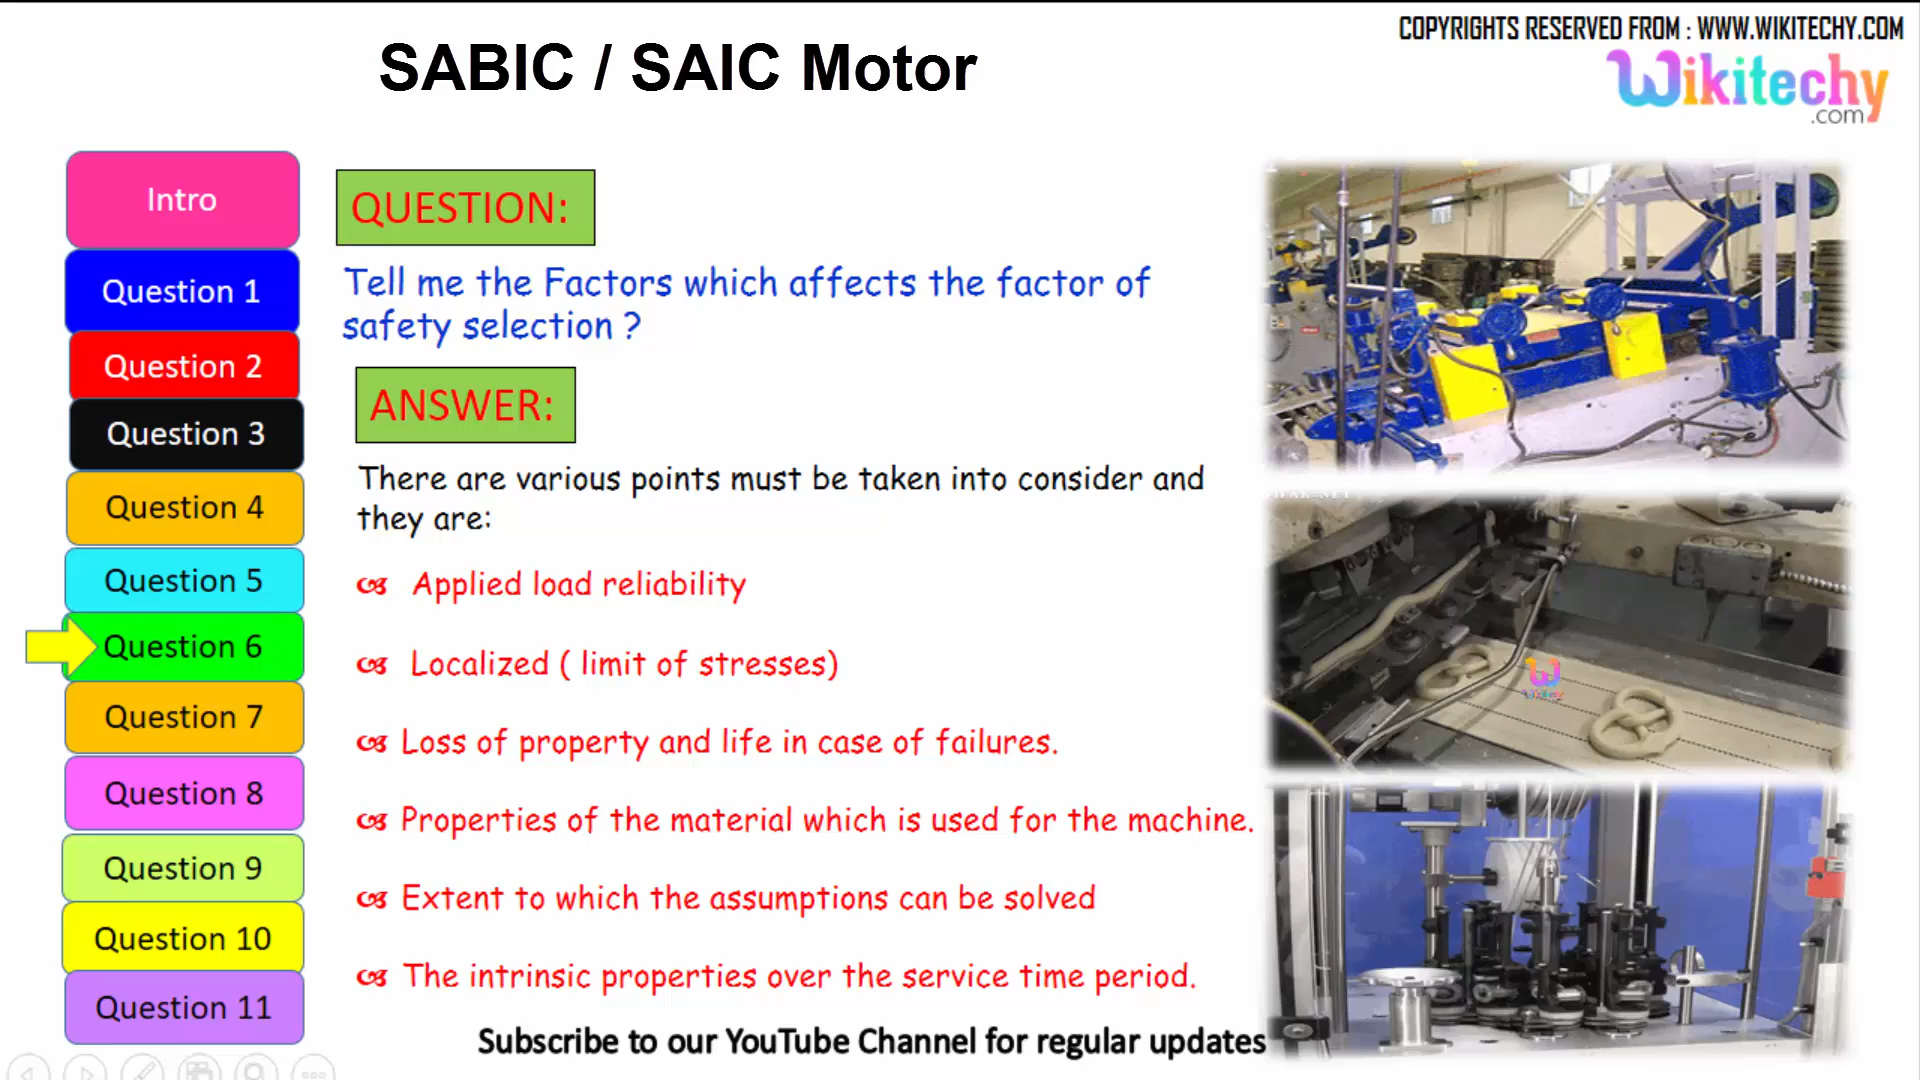 COPYRIGHTS RESERVED FROM : WWW.WIKITECHY.COM
SABIC / SAIC Motor
Wikitechy
.com
Intro
Question 1
Question 2
Question 3
Question 4
Question 5
Question 6
Question 7
Question 8
Question 9
Question 10
Question 11
QUESTION:
Tell me the Factors which affects the factor of
safety selection ?
ANSWER:
There are various points must be taken into consider and
they are:
Applied load reliability
Localized ( limit of stresses)
Loss of property and life in case of failures.
Properties of the material which is used for the machine.
Extent to which the assumptions can be solved
The intrinsic properties over the service time period.
Subscribe to our YouTube Channel for regular updates